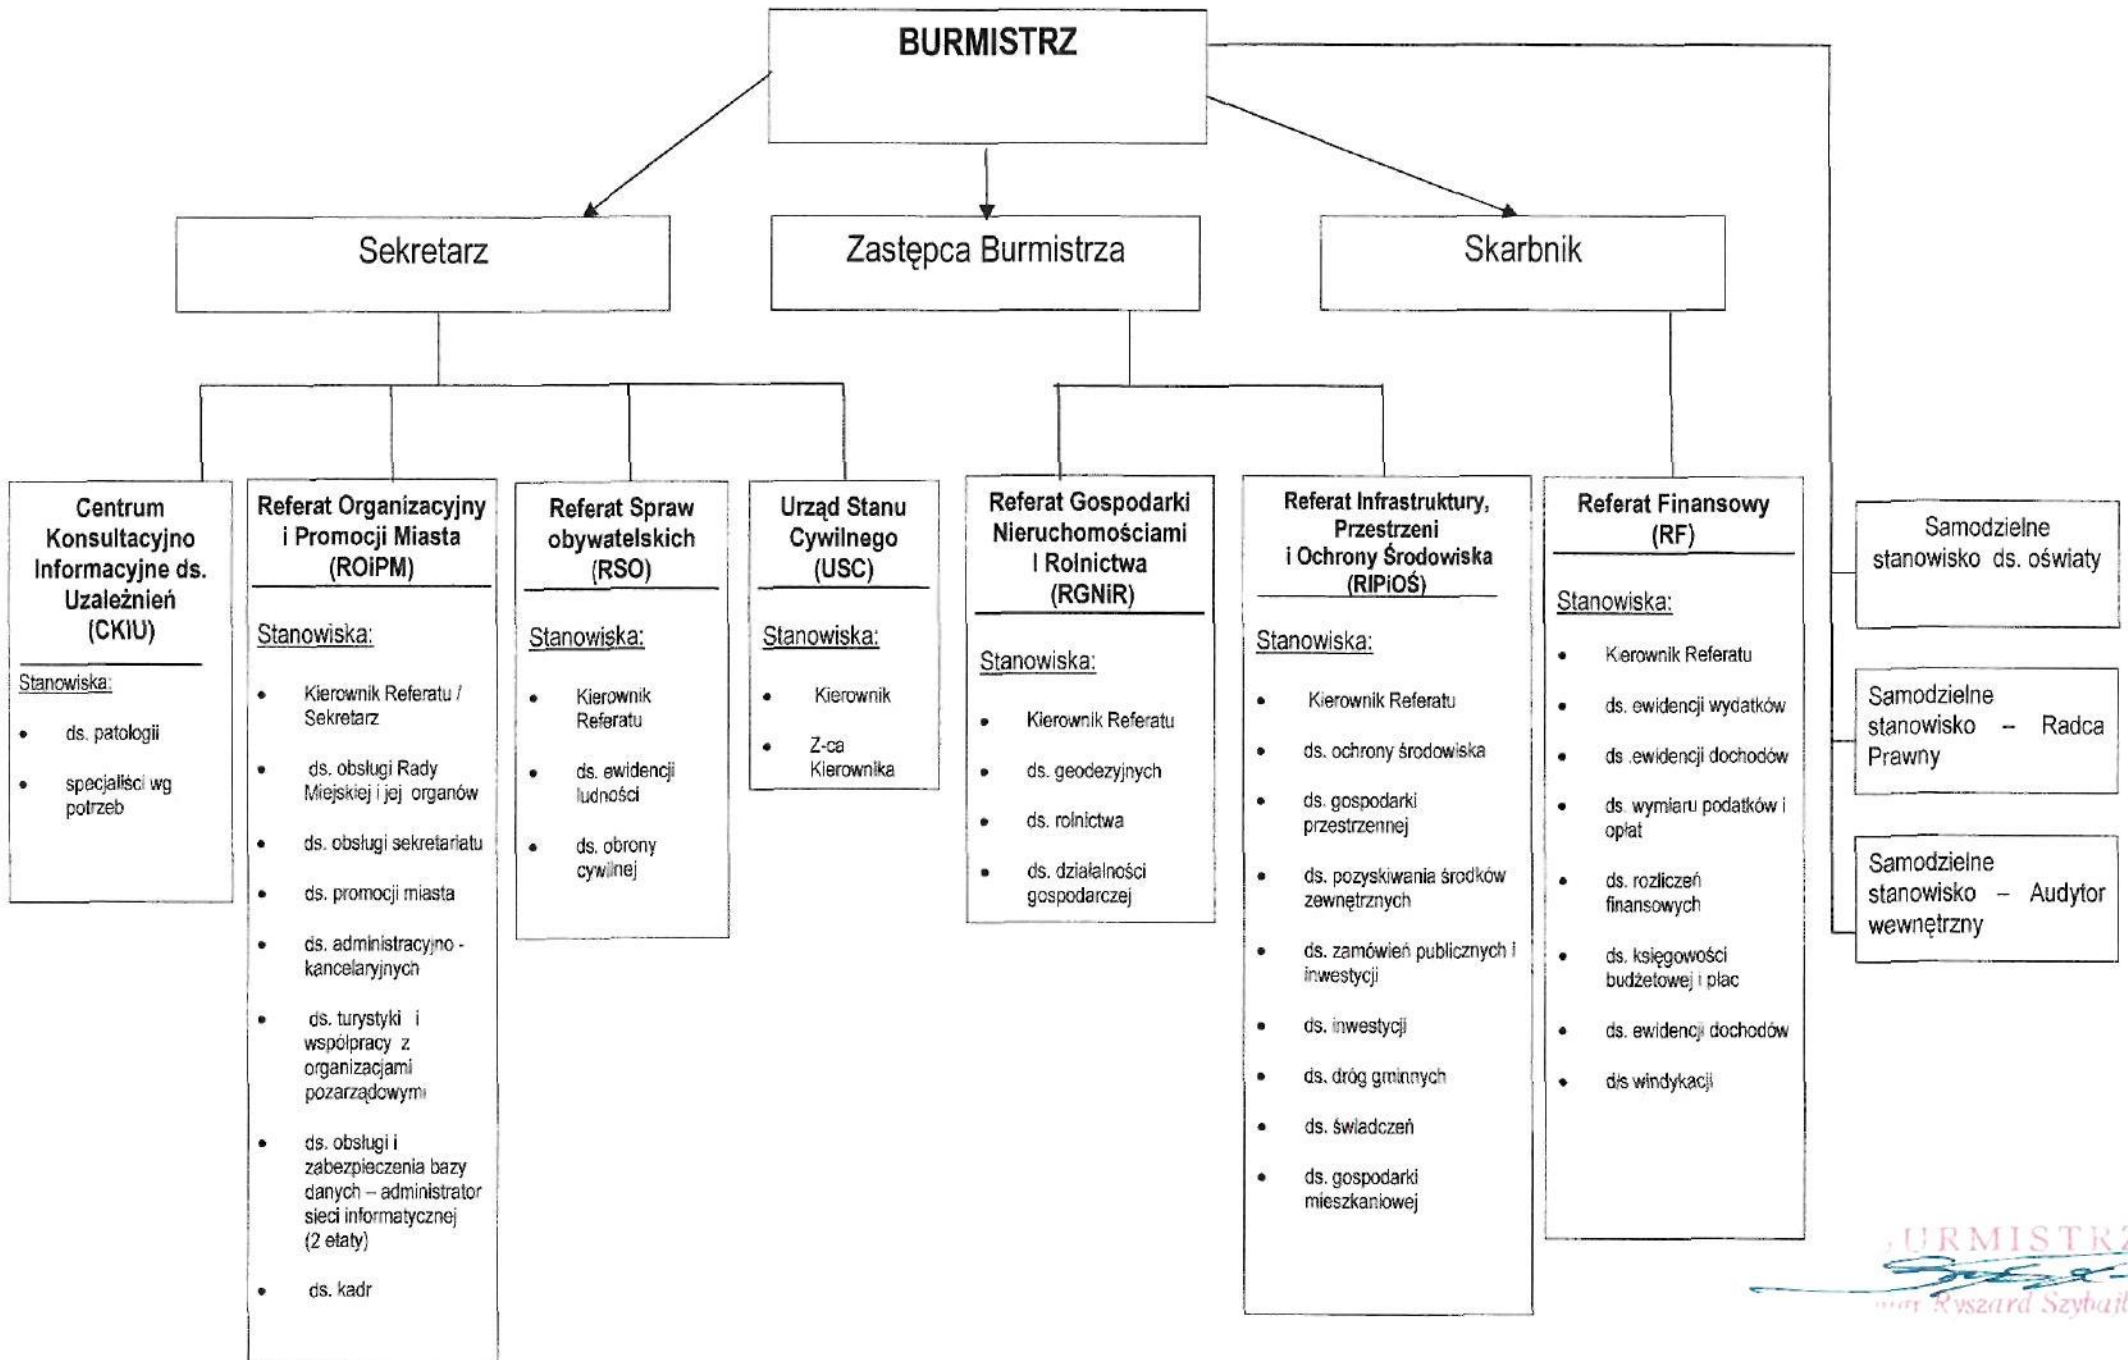 BURMISTRZ
Sekretarz
Zastępca Burmistrza
Skarbnik
Centrum
Konsultacyjno
Informacyjne ds.
Uzależnień
(CKIU)
Stanowiska:
• ds. patologii
• specjaliści wg
potrzeb
Referat Organizacyjny
i Promocji Miasta
(ROiPM)
Stanowiska:
• Kierownik Referatu /
Sekretarz
• ds. obsługi Rady
Miejskiej i jej organów
• ds. obsługi sekretariatu
• ds. promocji miasta
• ds. administracyjno -
kancelaryjnych
• ds. turystyki i
współpracy z
organizacjami
pozarządowymi
• ds. obsługi i
zabezpieczenia bazy
danych – administrator
sieci informatycznej
(2 etaty)
• ds. kadr
Referat Spraw
obywatelskich
(RSO)
Stanowiska:
• Kierownik
Referatu
• ds. ewidencji
ludności
• ds. obrony
cywilnej
Urząd Stanu
Cywilnego
(USC)
Stanowiska:
• Kierownik
• Z-ca
Kierownika
Referat Gospodarki
Nieruchomościami
I Rolnictwa
(RGNiR)
Stanowiska:
• Kierownik Referatu
• ds. geodezyjnych
• ds. rolnictwa
• ds. działalności
gospodarczej
Referat Infrastruktury,
Przestrzeni
i Ochrony Środowiska
(RIPiOŚ)
Stanowiska:
• Kierownik Referatu
• ds. ochrony środowiska
• ds. gospodarki
przestrzennej
• ds. pozyskiwania środków
zewnętrznych
• ds. zamówień publicznych i
inwestycji
• ds. inwestycji
• ds. dróg gminnych
• ds. świadczeń
• ds. gospodarki
mieszkaniowej
Referat Finansowy
(RF)
Stanowiska:
• Kierownik Referatu
• ds. ewidencji wydatków
• ds .ewidencji dochodów
• ds. wymiaru podatków i
opłat
• ds. rozliczeń
finansowych
• ds. księgowości
budżetowej i płac
• ds. ewidencji dochodów
• d/s windykacji
Samodzielne
stanowisko ds. oświaty
Samodzielne
stanowisko – Radca
Prawny
Samodzielne
stanowisko – Audytor
wewnętrzny
URMISTRZ
Ryszard